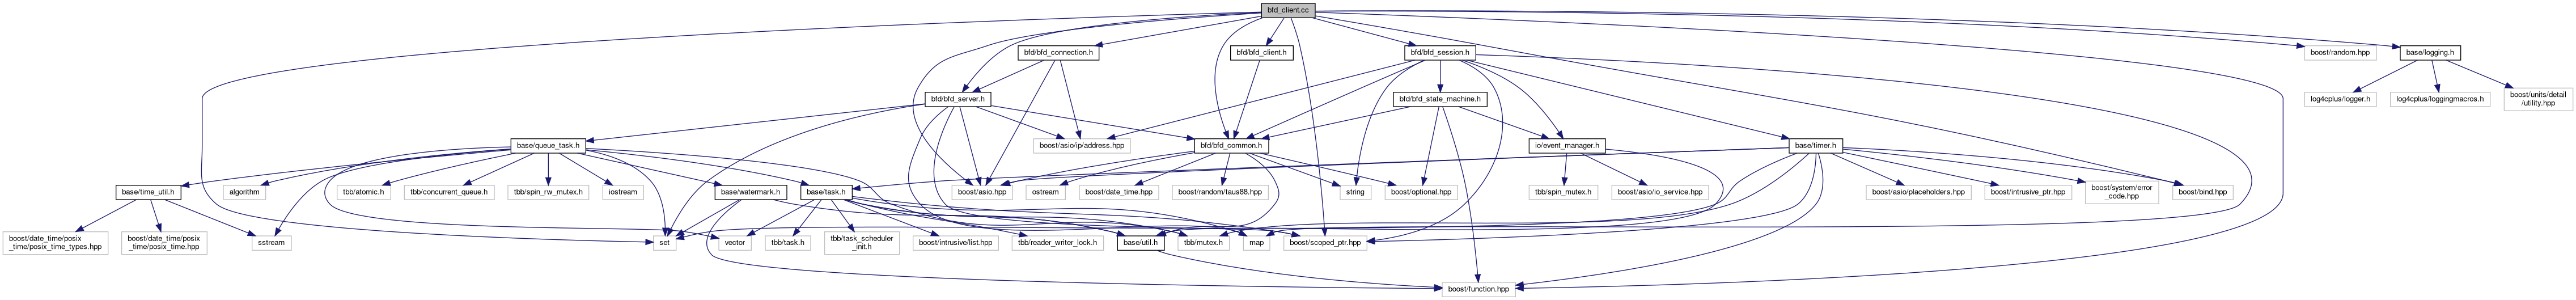 bfd_client.cc
bfd/bfd_connection.h
bfd/bfd_client.h
bfd/bfd_session.h
boost/random.hpp
base/logging.h
bfd/bfd_server.h
bfd/bfd_state_machine.h
log4cplus/logger.h
log4cplus/loggingmacros.h
boost/units/detail
/utility.hpp
base/queue_task.h
boost/asio/ip/address.hpp
bfd/bfd_common.h
io/event_manager.h
base/timer.h
base/time_util.h
algorithm
tbb/atomic.h
tbb/concurrent_queue.h
tbb/spin_rw_mutex.h
iostream
base/watermark.h
base/task.h
boost/asio.hpp
ostream
boost/date_time.hpp
boost/random/taus88.hpp
string
boost/optional.hpp
tbb/spin_mutex.h
boost/asio/io_service.hpp
boost/asio/placeholders.hpp
boost/intrusive_ptr.hpp
boost/system/error
_code.hpp
boost/bind.hpp
boost/date_time/posix
_time/posix_time_types.hpp
boost/date_time/posix
_time/posix_time.hpp
sstream
set
vector
tbb/task.h
tbb/task_scheduler
_init.h
boost/intrusive/list.hpp
tbb/reader_writer_lock.h
base/util.h
tbb/mutex.h
map
boost/scoped_ptr.hpp
boost/function.hpp